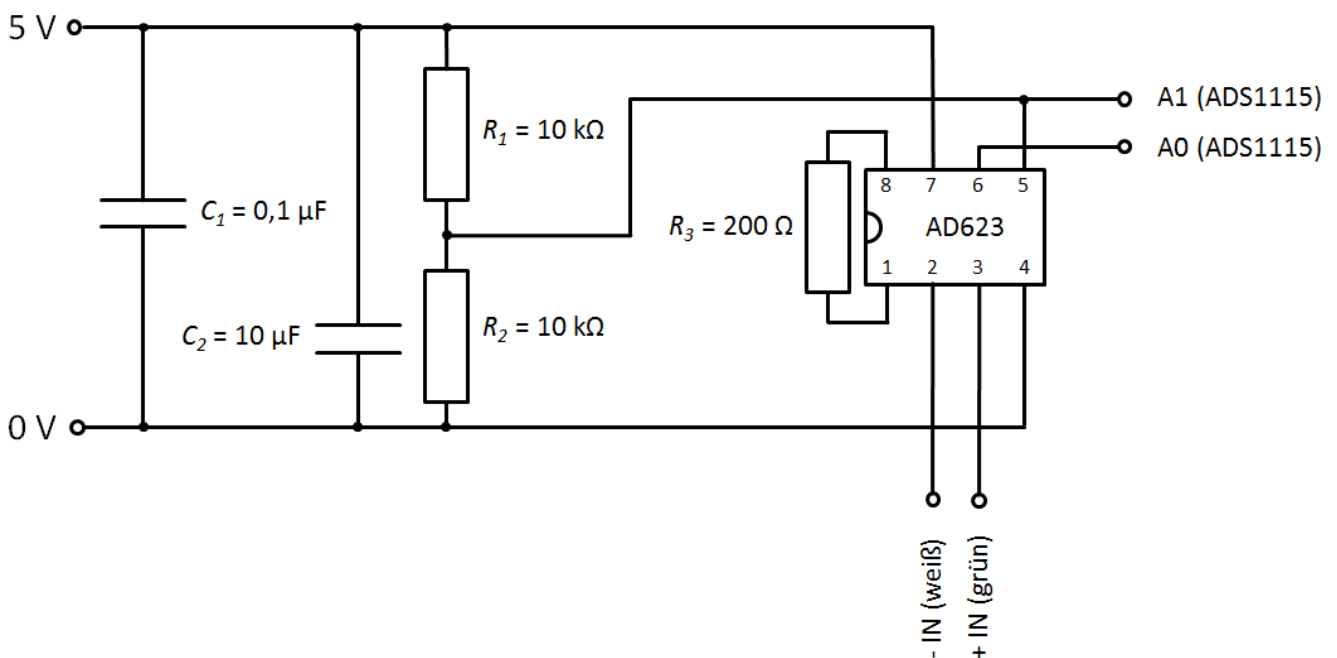 5 V
A1 (ADS1115)
R1 = 10 kΩ
A0 (ADS1115)
8 7 6 5
C1 = 0,1 µF
R3 = 200 Ω
AD623
1 2 3 4
C2 = 10 µF
R2 = 10 kΩ
0 V
- IN (weiß)
+ IN (grün)